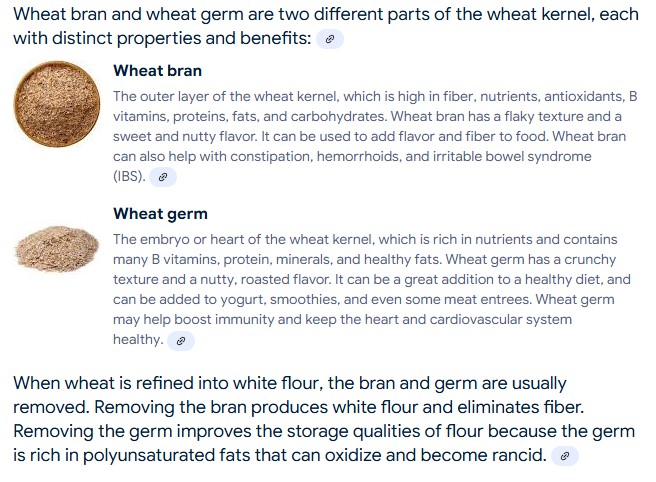 Wheat bran and wheat germ are two different parts of the wheat kernel, each
with distinct properties and benefits:
Wheat bran
The outer layer of the wheat kernel, which is high in fiber, nutrients, antioxidants, B
vitamins, proteins, fats, and carbohydrates. Wheat bran has a flaky texture and a
sweet and nutty flavor. It can be used to add flavor and fiber to food. Wheat bran
can also help with constipation, hemorrhoids, and irritable bowel syndrome
(IBS).
Wheat germ
The embryo or heart of the wheat kernel, which is rich in nutrients and contains
many B vitamins, protein, minerals, and healthy fats. Wheat germ has a crunchy
texture and a nutty, roasted flavor. It can be a great addition to a healthy diet, and
can be added to yogurt, smoothies, and even some meat entrees. Wheat germ
may help boost immunity and keep the heart and cardiovascular system
healthy.
When wheat is refined into white flour, the bran and germ are usually
removed. Removing the bran produces white flour and eliminates fiber.
Removing the germ improves the storage qualities of flour because the germ
is rich in polyunsaturated fats that can oxidize and become rancid.